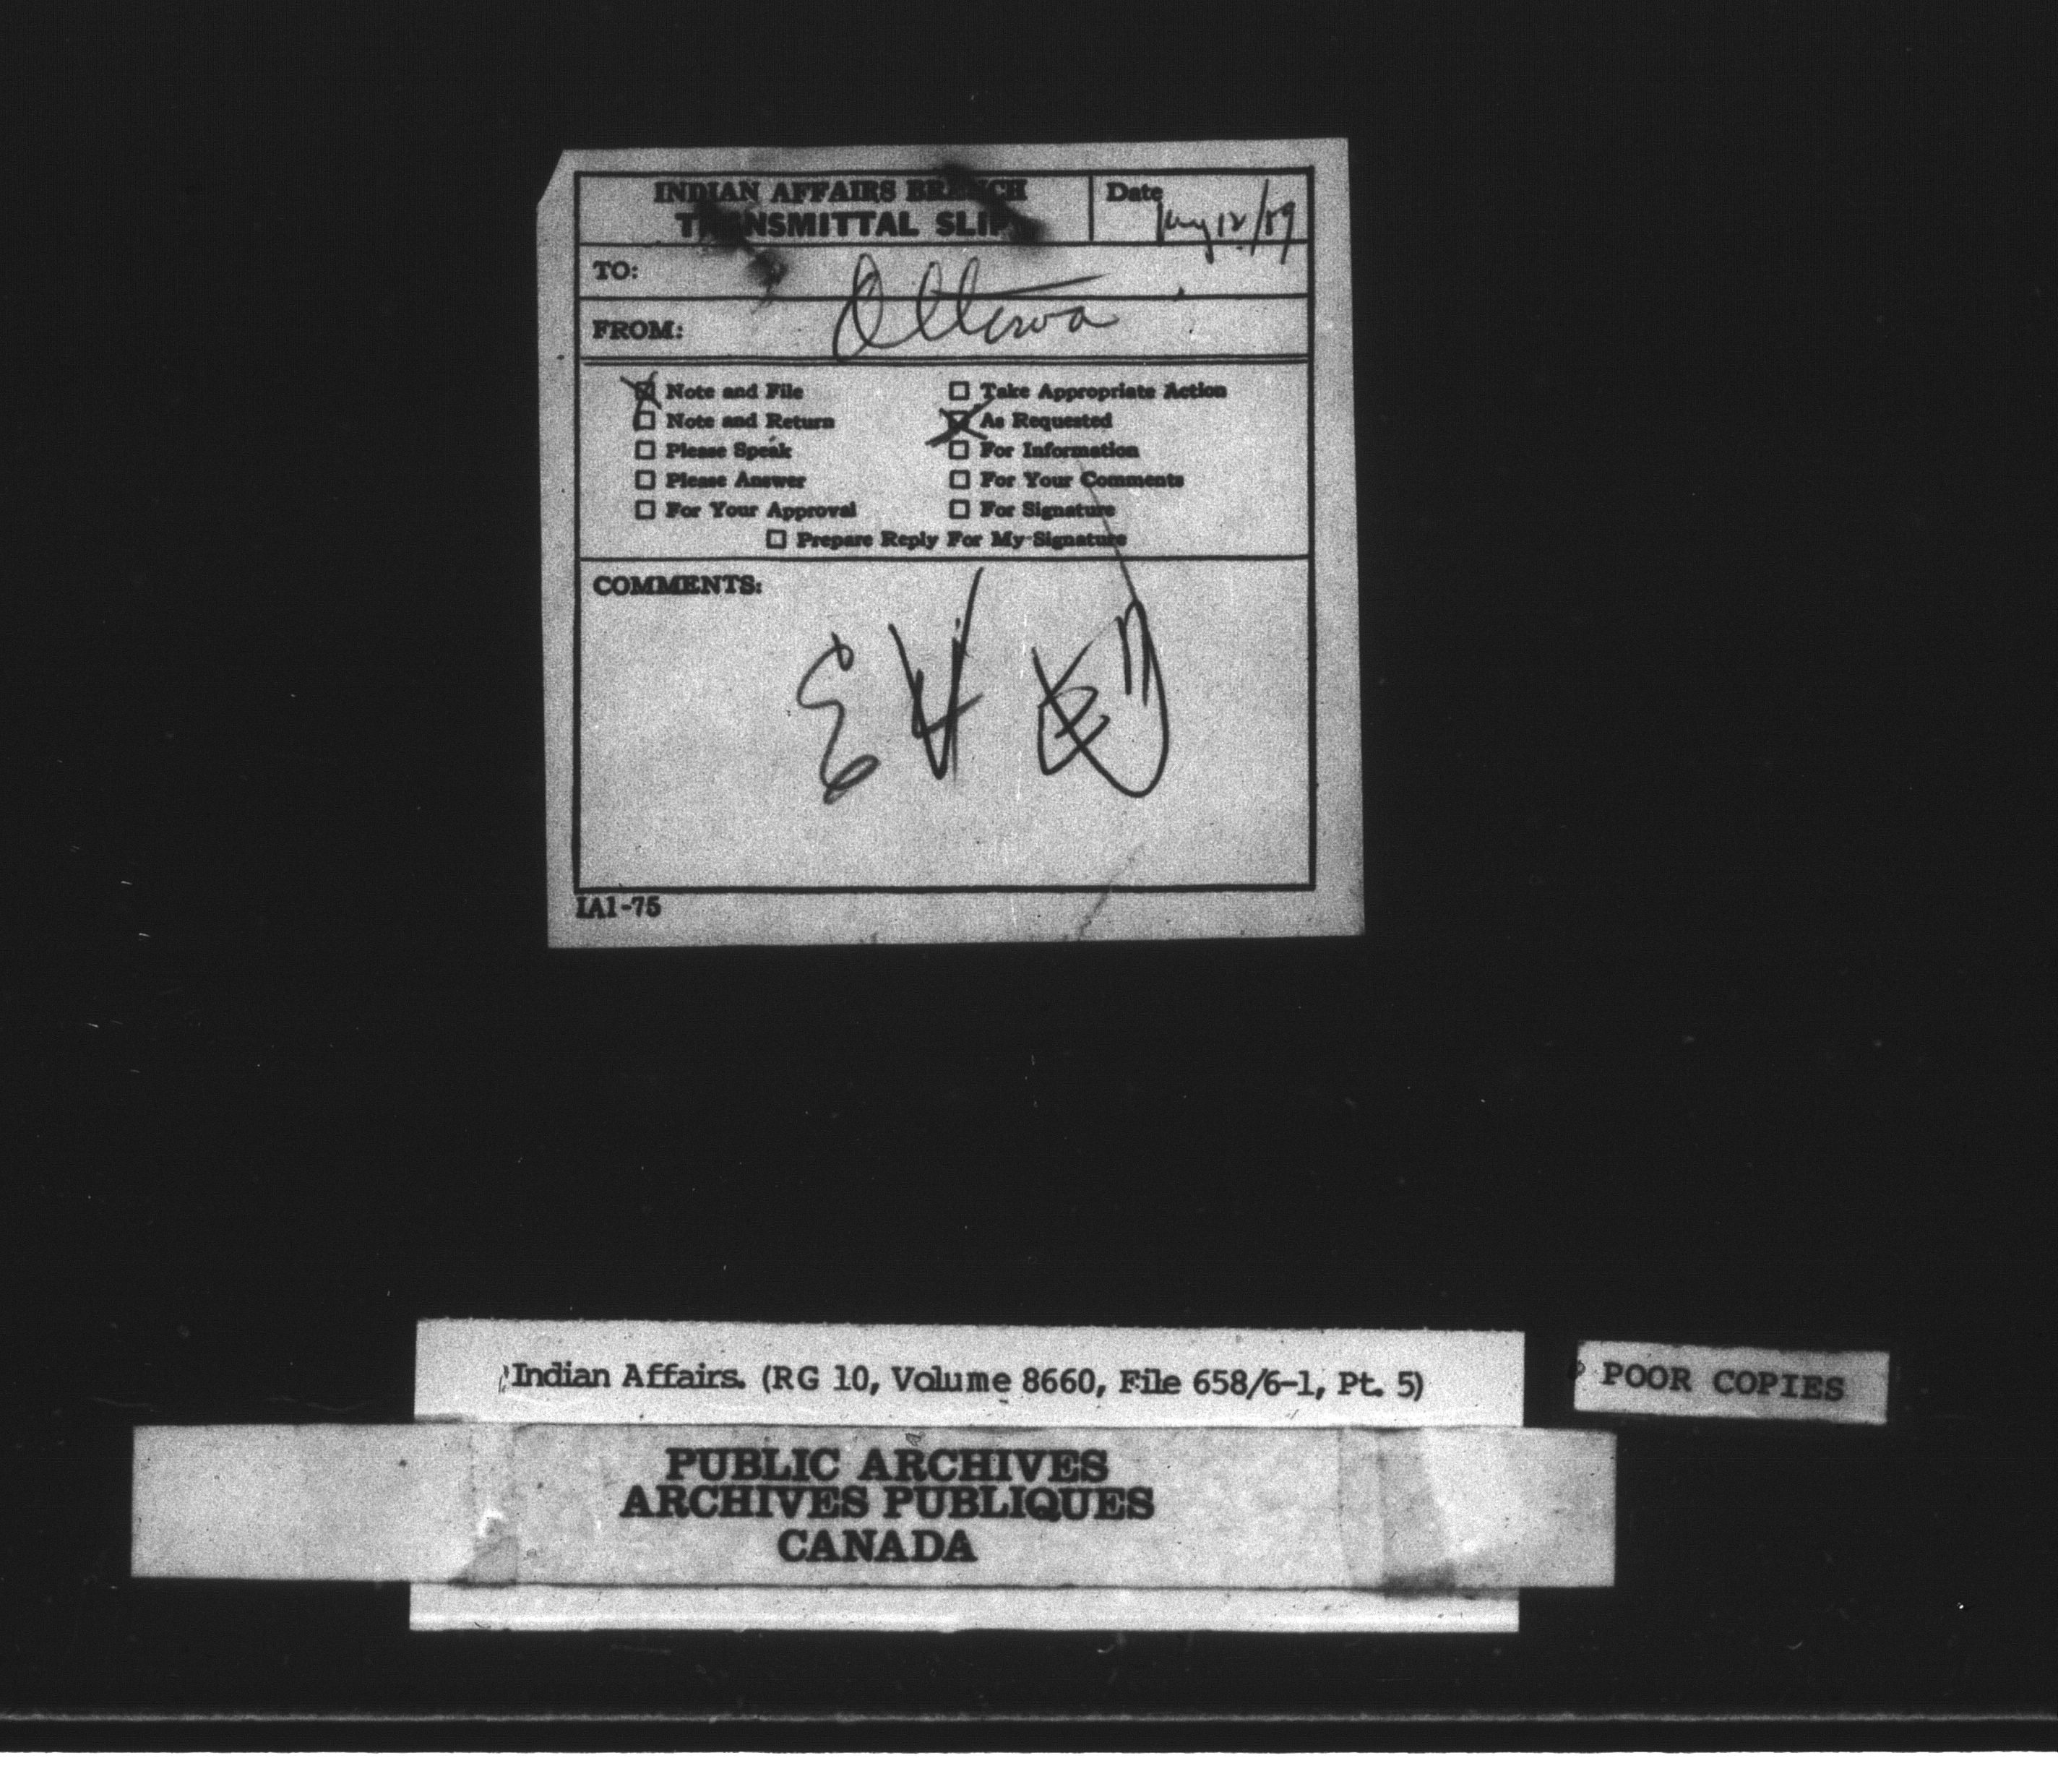 INDIAN AFFAIRS BRANCH
TRANSMITTAL SLIP
Date
May 12/59
TO:
Ottawa
FROM:
Note and File
Take Appropriate Action
Note and Return
As Requested
Please Speak
For Information
Please Answer
For Your Comments
For Your Approval
For Signature
Prepare Reply For My Signature
COMMENTS:
IA1-75
Indian Affairs. (RG 10, Volume 8660, File 658/6-1, Pt. 5)
POOR COPIES
PUBLIC ARCHIVES
ARCHIVES PUBLIQUES
CANADA